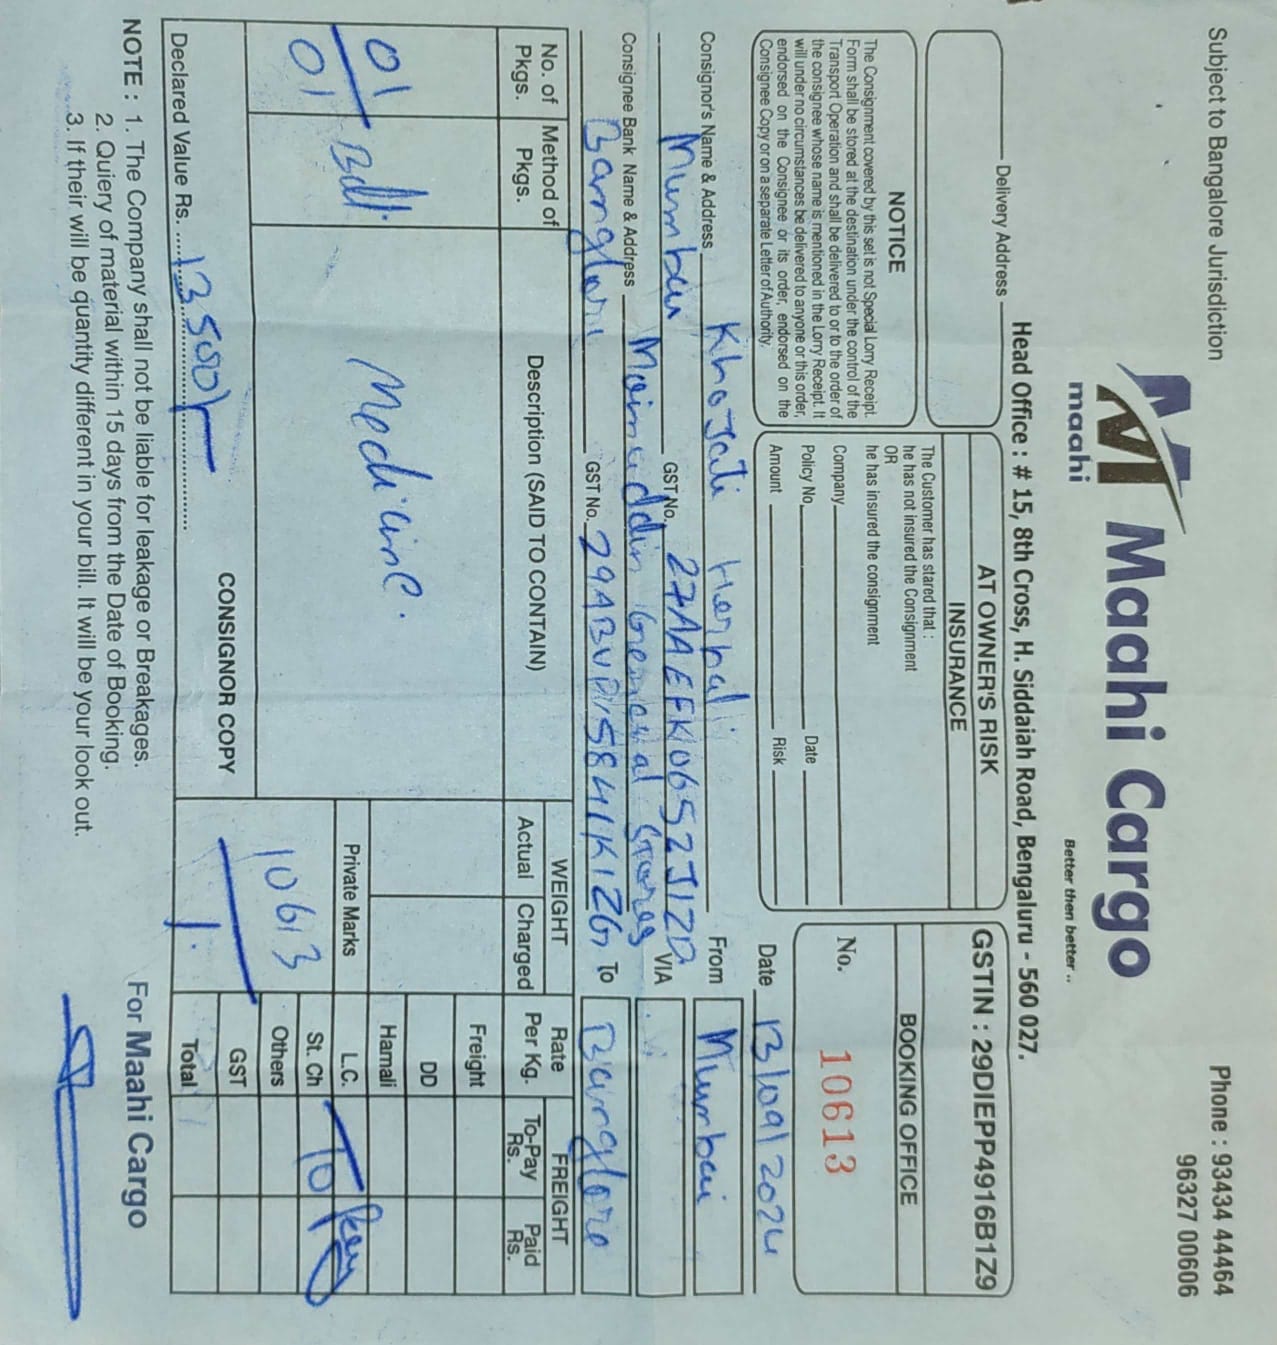 Subject to Bangalore Jurisdiction
Phone : 93434 44464
96327 00606
maahi
Maahi Cargo
Better then better ..
Head Office : # 15, 8th Cross, H. Siddaiah Road, Bengaluru - 560 027.
Delivery Address
AT OWNER'S RISK
INSURANCE
The Customer has stared that :
he has not insured the Consignment
OR
he has insured the consignment
Company
Policy No. Date
Amount Risk
GSTIN : 29DIEPP4916B1Z9
BOOKING OFFICE
No. 10613
Date 13/09/2024
NOTICE
The Consignment covered by this set is not Special Lorry Receipt.
Form shall be stored at the destination under the control of the
Transport Operation and shall be delivered to or to the order of
the consignee whose name is mentioned in the Lorry Receipt. It
will under no circumstances be delivered to anyone or this order,
endorsed on the Consignee or its order, endorsed on the
Consignee Copy or on a separate Letter of Authority.
Consignor's Name & Address Khojati Herbal From Mumbai
Mumbai GST No. 27AAEFK0652J1ZD VIA
Consignee Bank Name & Address Moinuddin General Stores
Banglore GST No. To Banglore
No. of Pkgs. Method of Pkgs. Description (SAID TO CONTAIN) WEIGHT Actual Charged Rate Per Kg. FREIGHT To-Pay Rs. Paid Rs.
01
01
Medicine.
Freight
DD
Hamali
Private Marks L.C.
10613
St. Ch To Pay
Others
GST
Total
CONSIGNOR COPY
Declared Value Rs. 13500/-
NOTE : 1. The Company shall not be liable for leakage or Breakages.
2. Quiery of material within 15 days from the Date of Booking.
3. If their will be quantity different in your bill. It will be your look out.
For Maahi Cargo